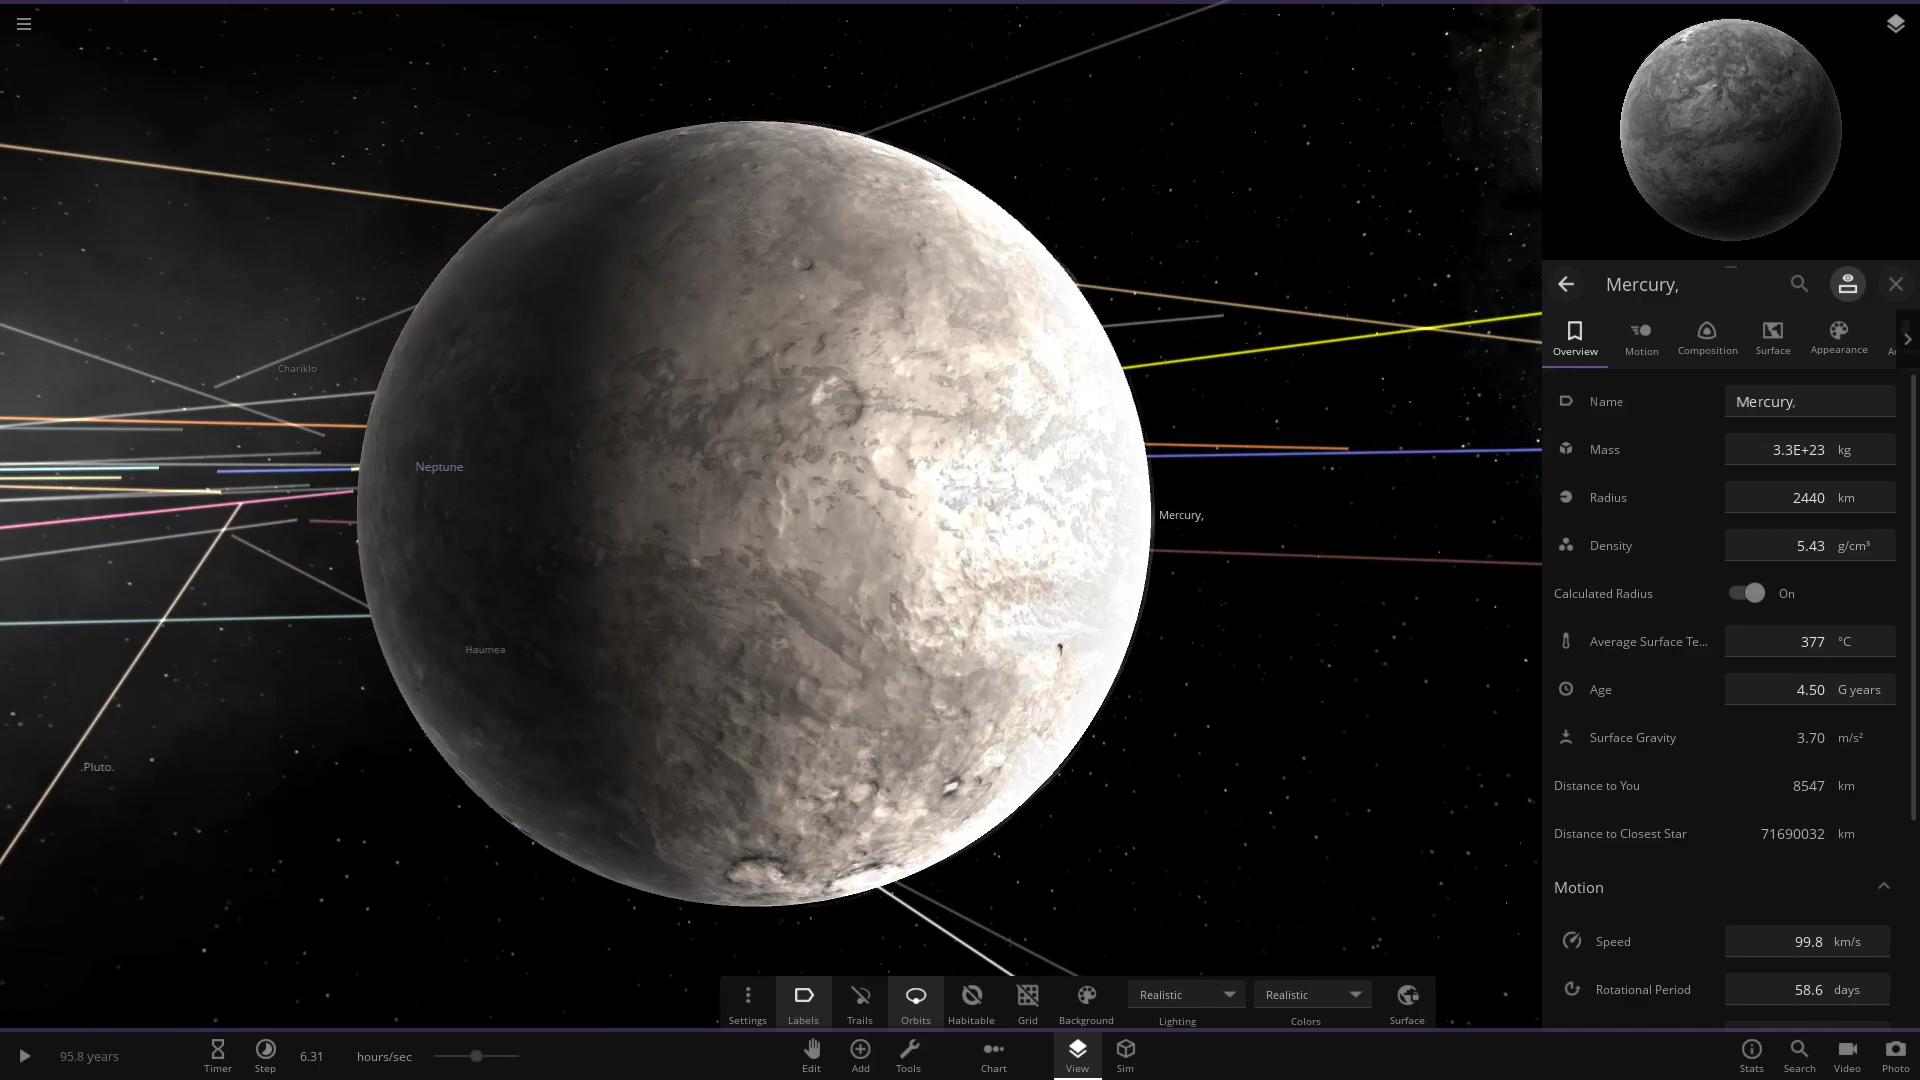 Chariklo
Neptune
Mercury,
Haumea
.Pluto.
Mercury,
Overview
Motion
Composition
Surface
Appearance
Name
Mercury,
Mass
3.3E+23 kg
Radius
2440 km
Density
5.43 g/cm³
Calculated Radius
On
Average Surface Te...
377 °C
Age
4.50 G years
Surface Gravity
3.70 m/s²
Distance to You
8547 km
Distance to Closest Star
71690032 km
Motion
Speed
99.8 km/s
Rotational Period
58.6 days
Settings
Labels
Trails
Orbits
Habitable
Grid
Background
Realistic
Lighting
Realistic
Colors
Surface
95.8 years
Timer
Step
6.31 hours/sec
Edit
Add
Tools
Chart
View
Sim
Stats
Search
Video
Photo